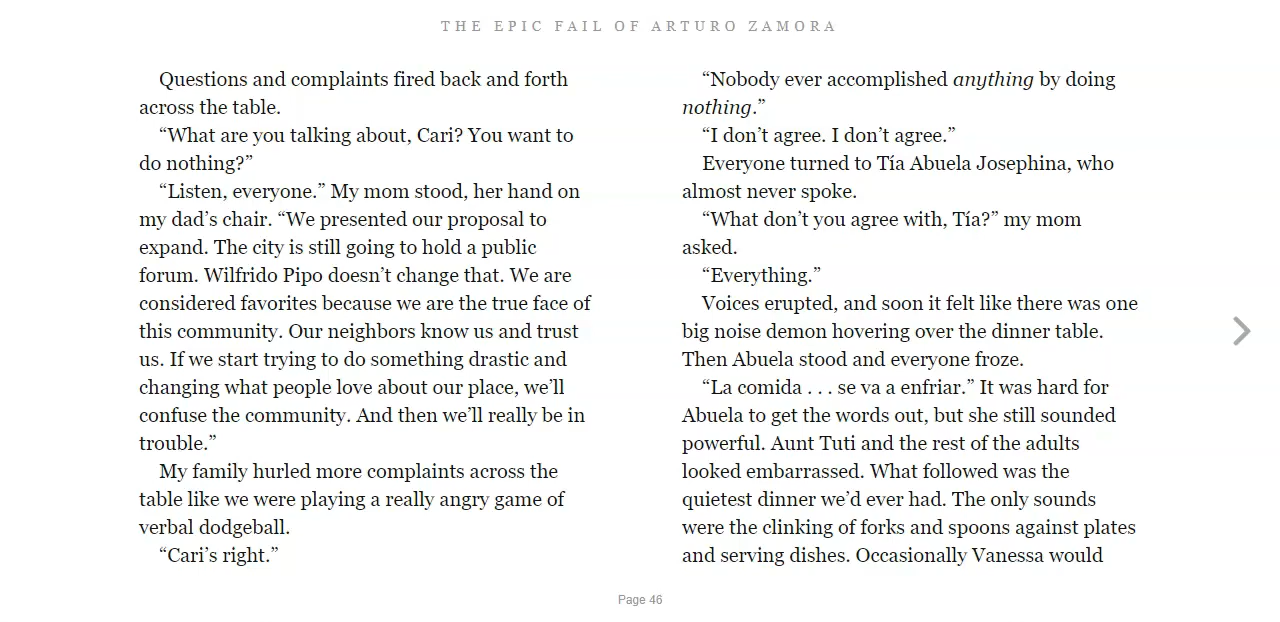 THE EPIC FAIL OF ARTURO ZAMORA
Questions and complaints fired back and forth
across the table.
“What are you talking about, Cari? You want to
do nothing?”
“Listen, everyone.” My mom stood, her hand on
my dad’s chair. “We presented our proposal to
expand. The city is still going to hold a public
forum. Wilfrido Pipo doesn’t change that. We are
considered favorites because we are the true face of
this community. Our neighbors know us and trust
us. If we start trying to do something drastic and
changing what people love about our place, we’ll
confuse the community. And then we’ll really be in
trouble.”
My family hurled more complaints across the
table like we were playing a really angry game of
verbal dodgeball.
“Cari’s right.”
“Nobody ever accomplished anything by doing
nothing.”
“I don’t agree. I don’t agree.”
Everyone turned to Tía Abuela Josephina, who
almost never spoke.
“What don’t you agree with, Tía?” my mom
asked.
“Everything.”
Voices erupted, and soon it felt like there was one
big noise demon hovering over the dinner table.
Then Abuela stood and everyone froze.
“La comida . . . se va a enfriar.” It was hard for
Abuela to get the words out, but she still sounded
powerful. Aunt Tuti and the rest of the adults
looked embarrassed. What followed was the
quietest dinner we’d ever had. The only sounds
were the clinking of forks and spoons against plates
and serving dishes. Occasionally Vanessa would
Page 46